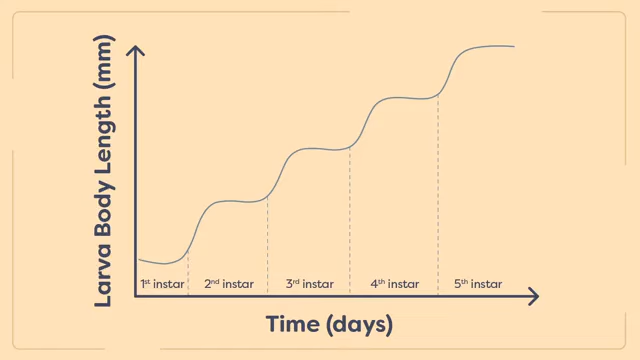 Larva Body Length (mm)
1st instar
2nd instar
3rd instar
4th instar
5th instar
Time (days)